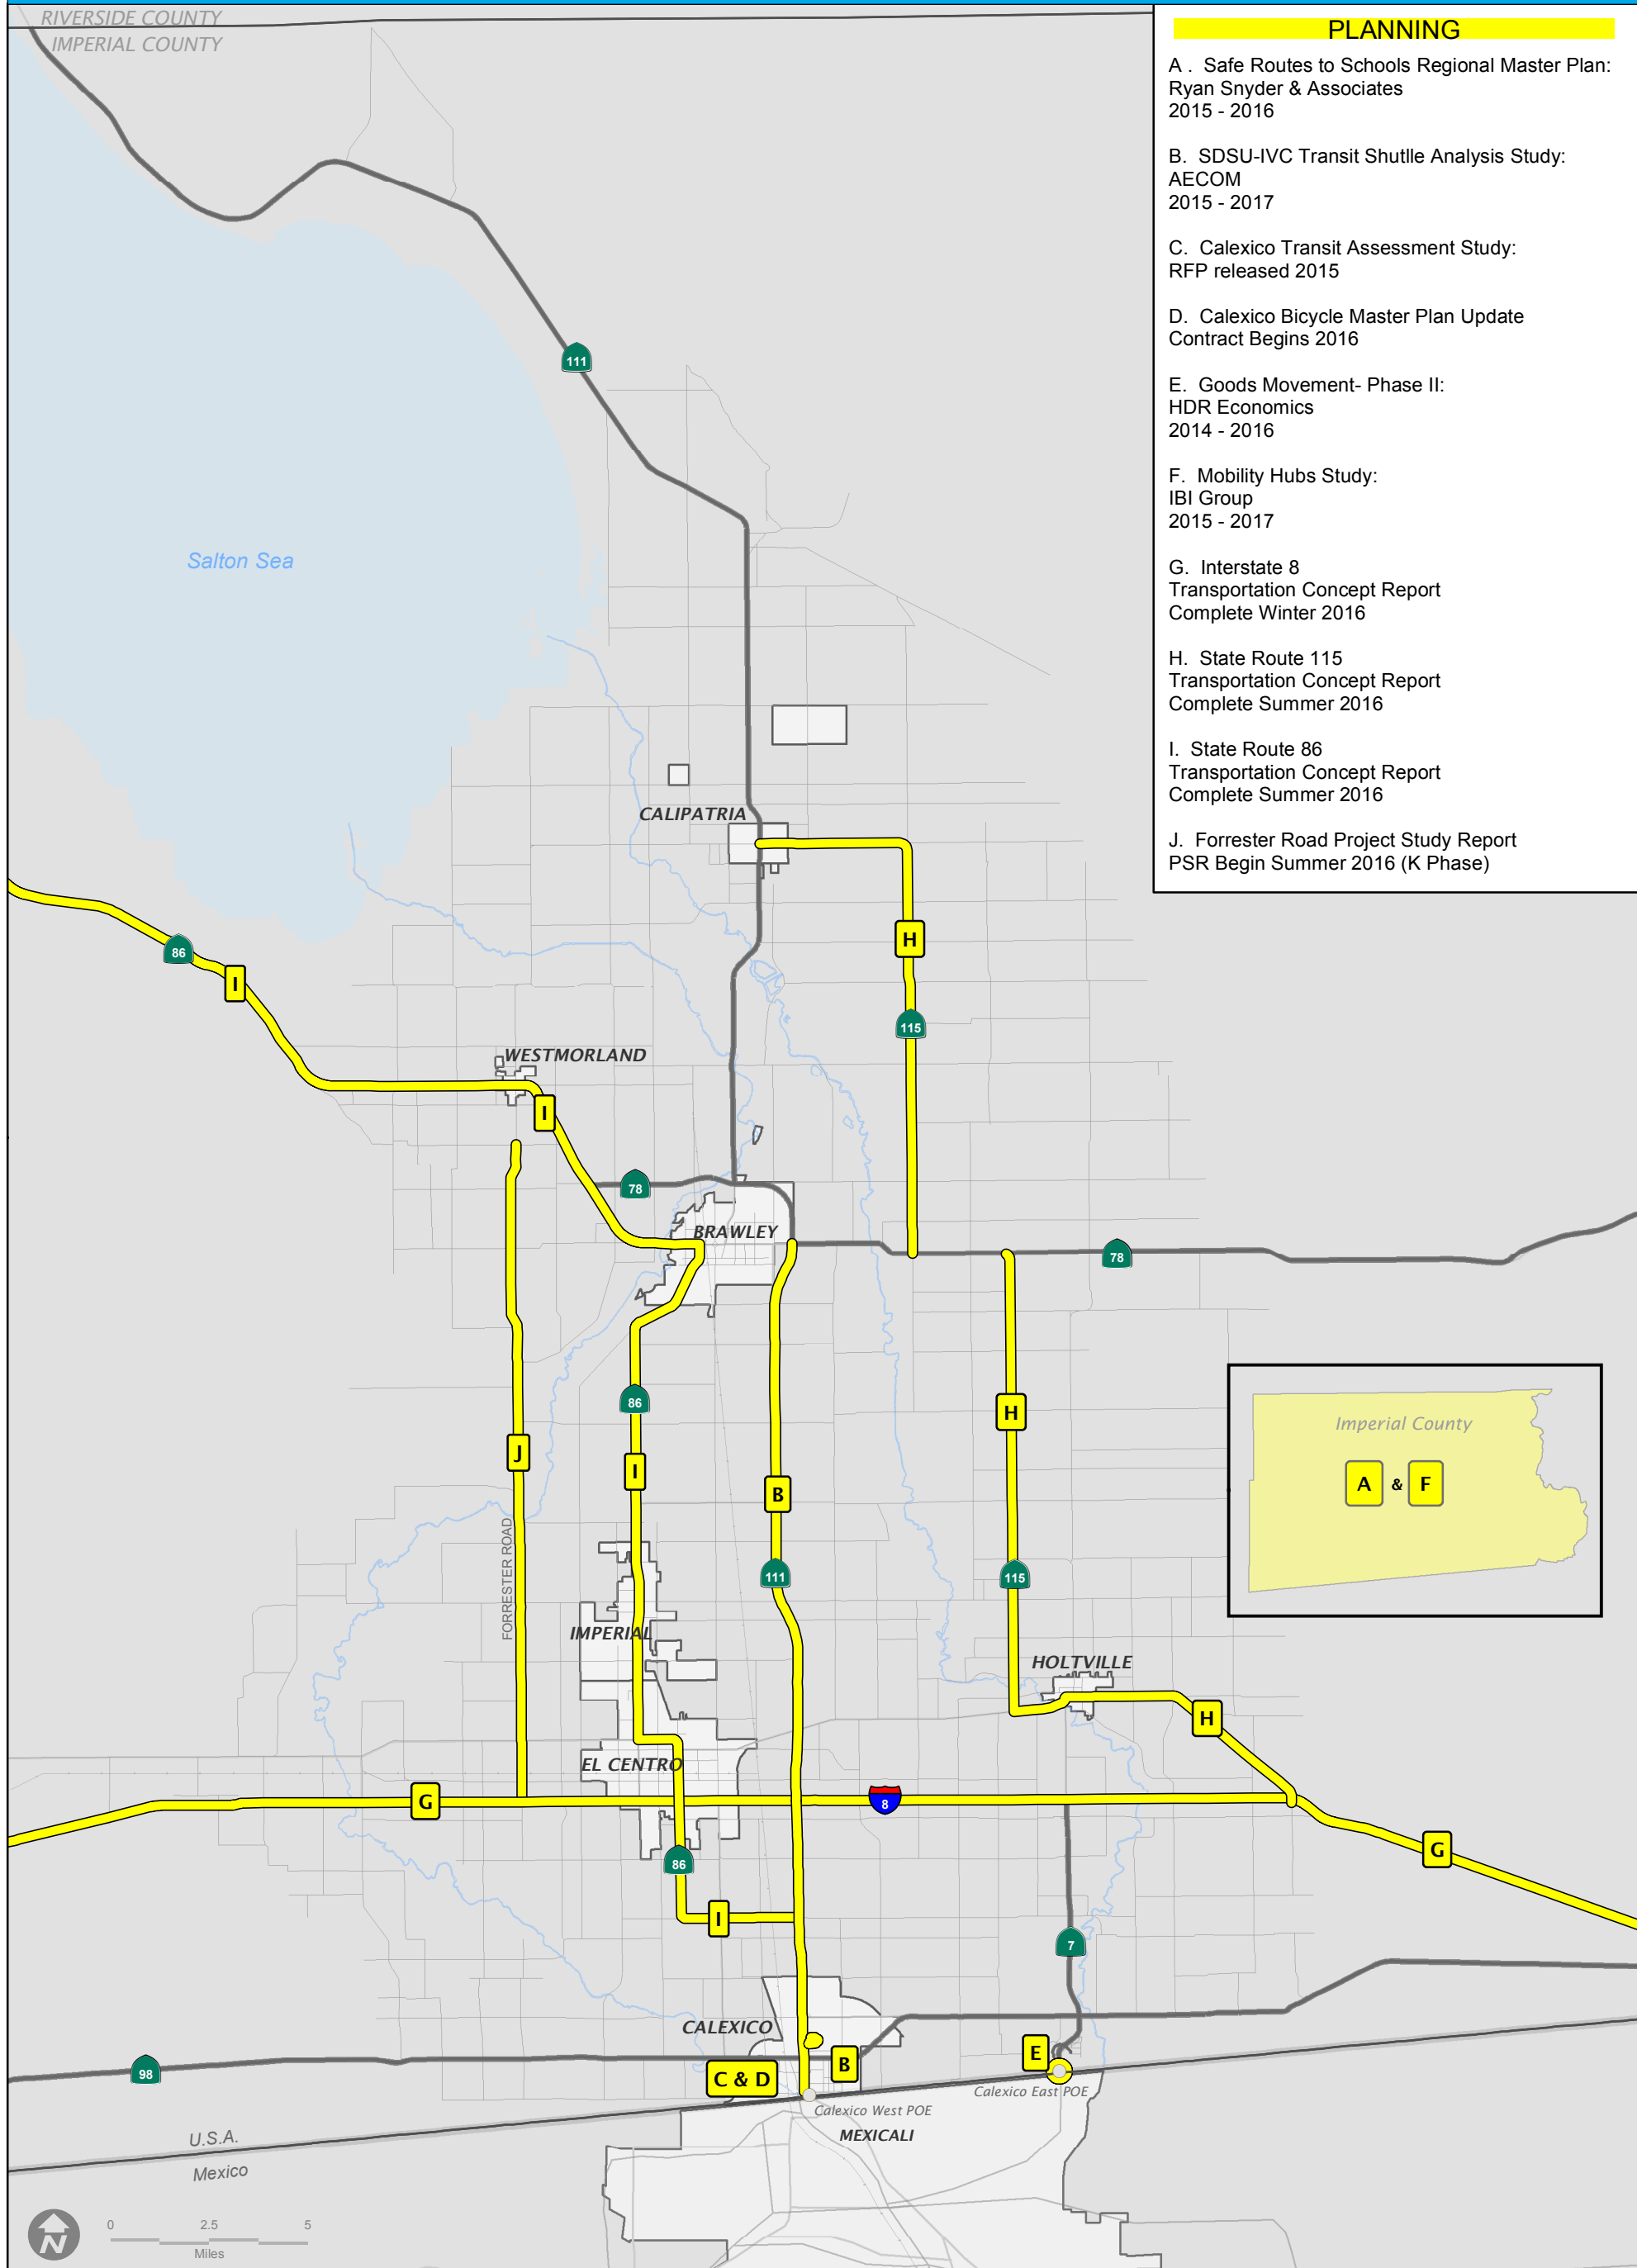 RIVERSIDE COUNTY
IMPERIAL COUNTY
PLANNING
A . Safe Routes to Schools Regional Master Plan:
Ryan Snyder & Associates
2015 - 2016
B. SDSU-IVC Transit Shutlle Analysis Study:
AECOM
2015 - 2017
C. Calexico Transit Assessment Study:
RFP released 2015
D. Calexico Bicycle Master Plan Update
Contract Begins 2016
E. Goods Movement- Phase II:
HDR Economics
2014 - 2016
F. Mobility Hubs Study:
IBI Group
2015 - 2017
G. Interstate 8
Transportation Concept Report
Complete Winter 2016
H. State Route 115
Transportation Concept Report
Complete Summer 2016
I. State Route 86
Transportation Concept Report
Complete Summer 2016
J. Forrester Road Project Study Report
PSR Begin Summer 2016 (K Phase)
111
Salton Sea
CALIPATRIA
H
86
I
115
WESTMORLAND
I
78
BRAWLEY
78
86
H
Imperial County
A & F
J
I
B
FORRESTER ROAD
111
115
IMPERIAL
HOLTVILLE
H
EL CENTRO
G
8
G
86
I
7
CALEXICO
E
B
98
C & D
Calexico East POE
Calexico West POE
MEXICALI
U.S.A.
Mexico
N
0 2.5 5
Miles